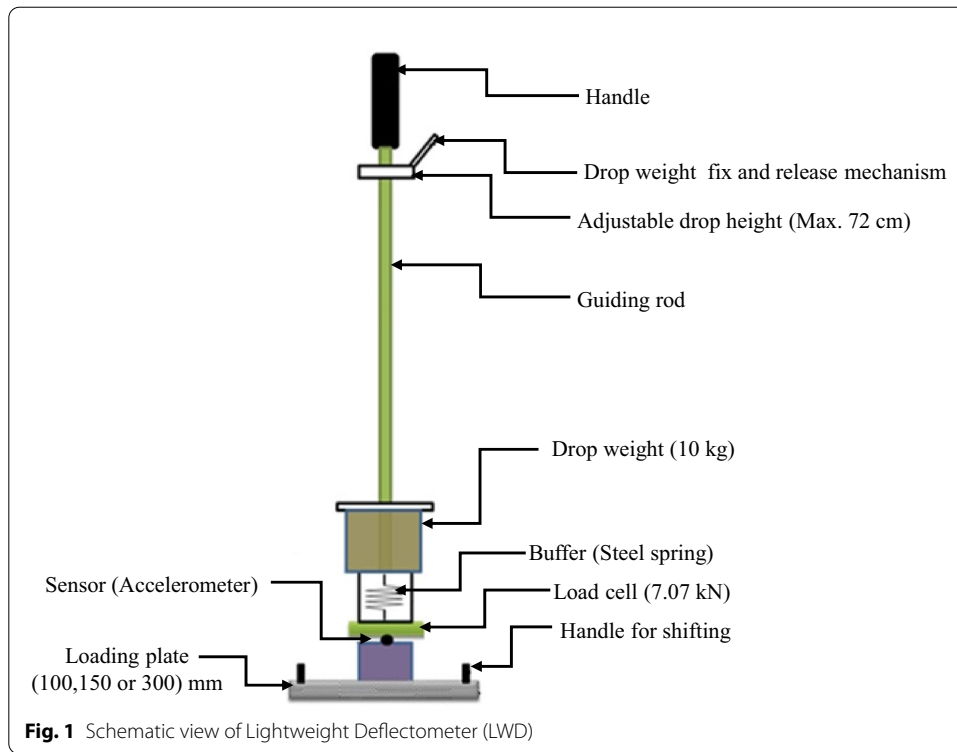 Handle
Drop weight fix and release mechanism
Adjustable drop height (Max. 72 cm)
Guiding rod
Drop weight (10 kg)
Buffer (Steel spring)
Sensor (Accelerometer)
Load cell (7.07 kN)
Handle for shifting
Loading plate
(100,150 or 300) mm
Fig. 1 Schematic view of Lightweight Deflectometer (LWD)